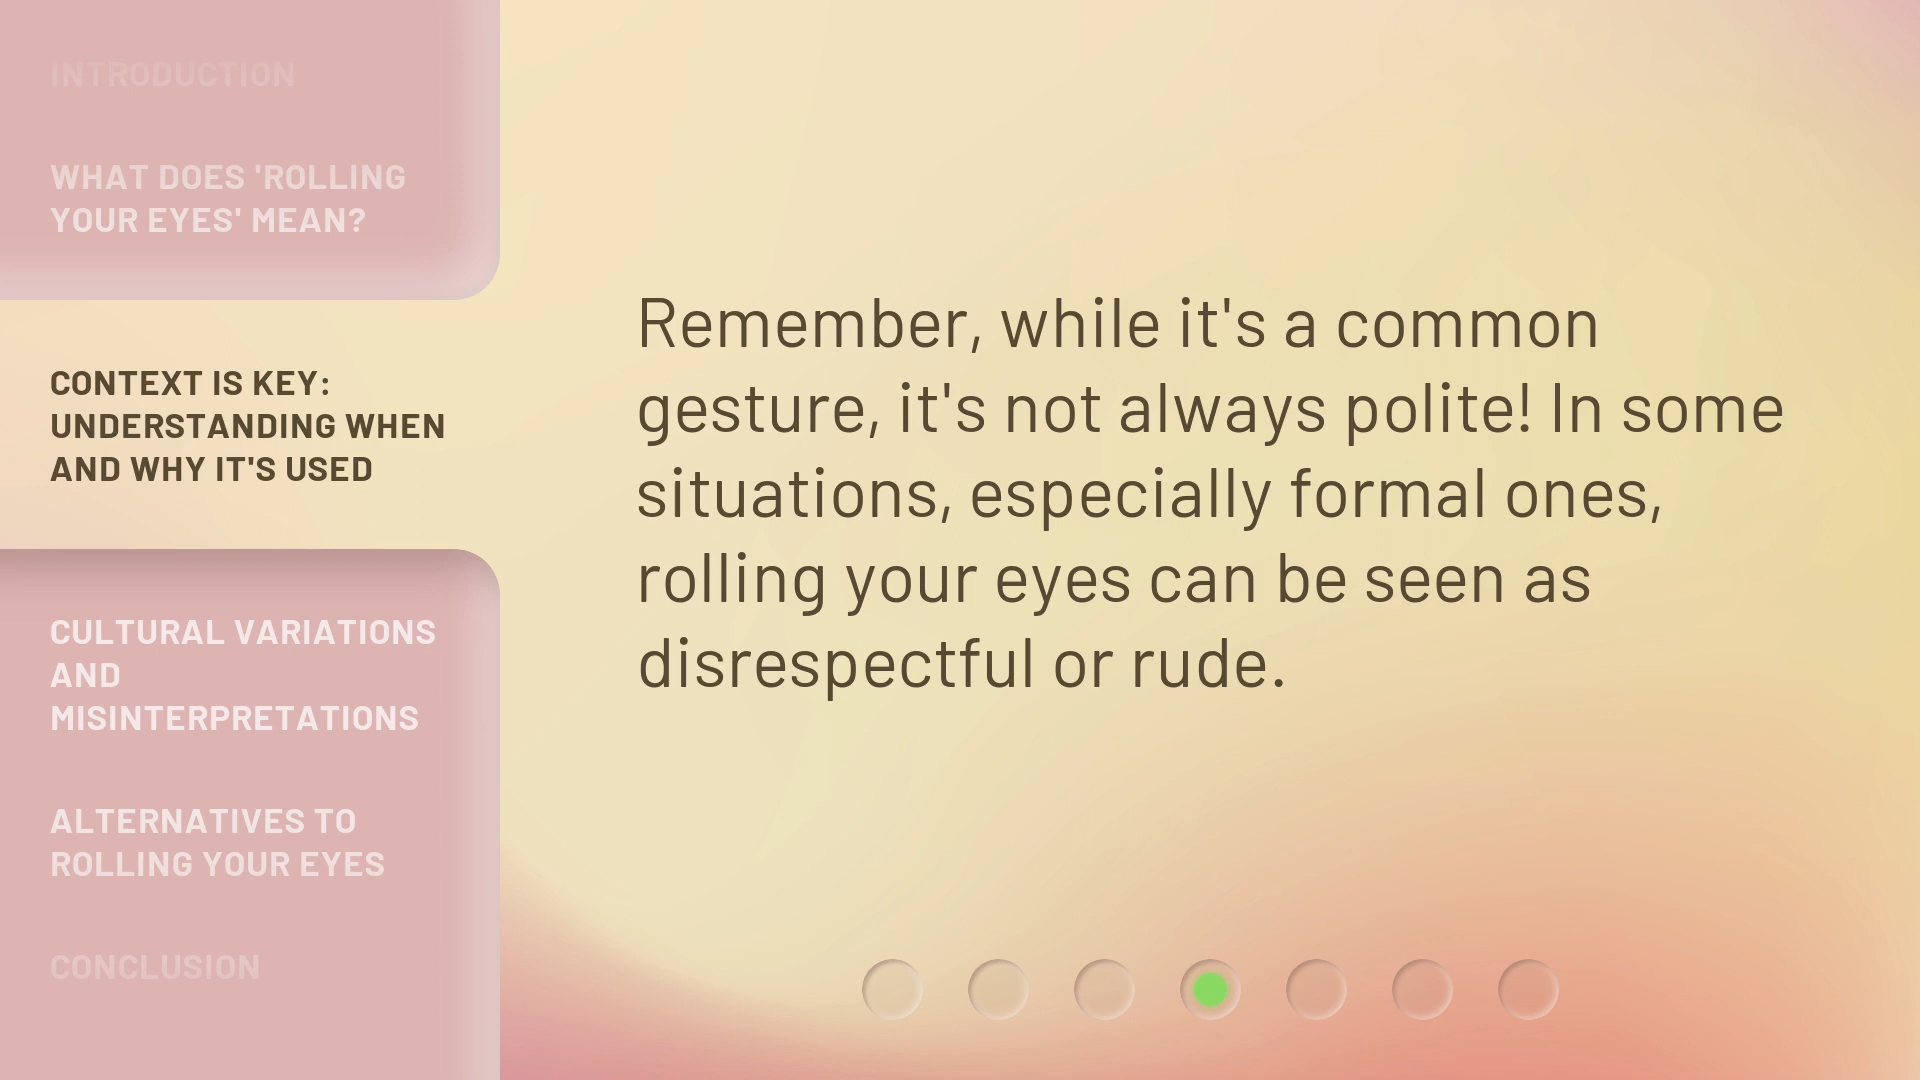 INTRODUCTION
WHAT DOES 'ROLLING
YOUR EYES' MEAN?
CONTEXT IS KEY:
UNDERSTANDING WHEN
AND WHY IT'S USED
CULTURAL VARIATIONS
AND
MISINTERPRETATIONS
ALTERNATIVES TO
ROLLING YOUR EYES
CONCLUSION
Remember, while it's a common
gesture, it's not always polite! In some
situations, especially formal ones,
rolling your eyes can be seen as
disrespectful or rude.